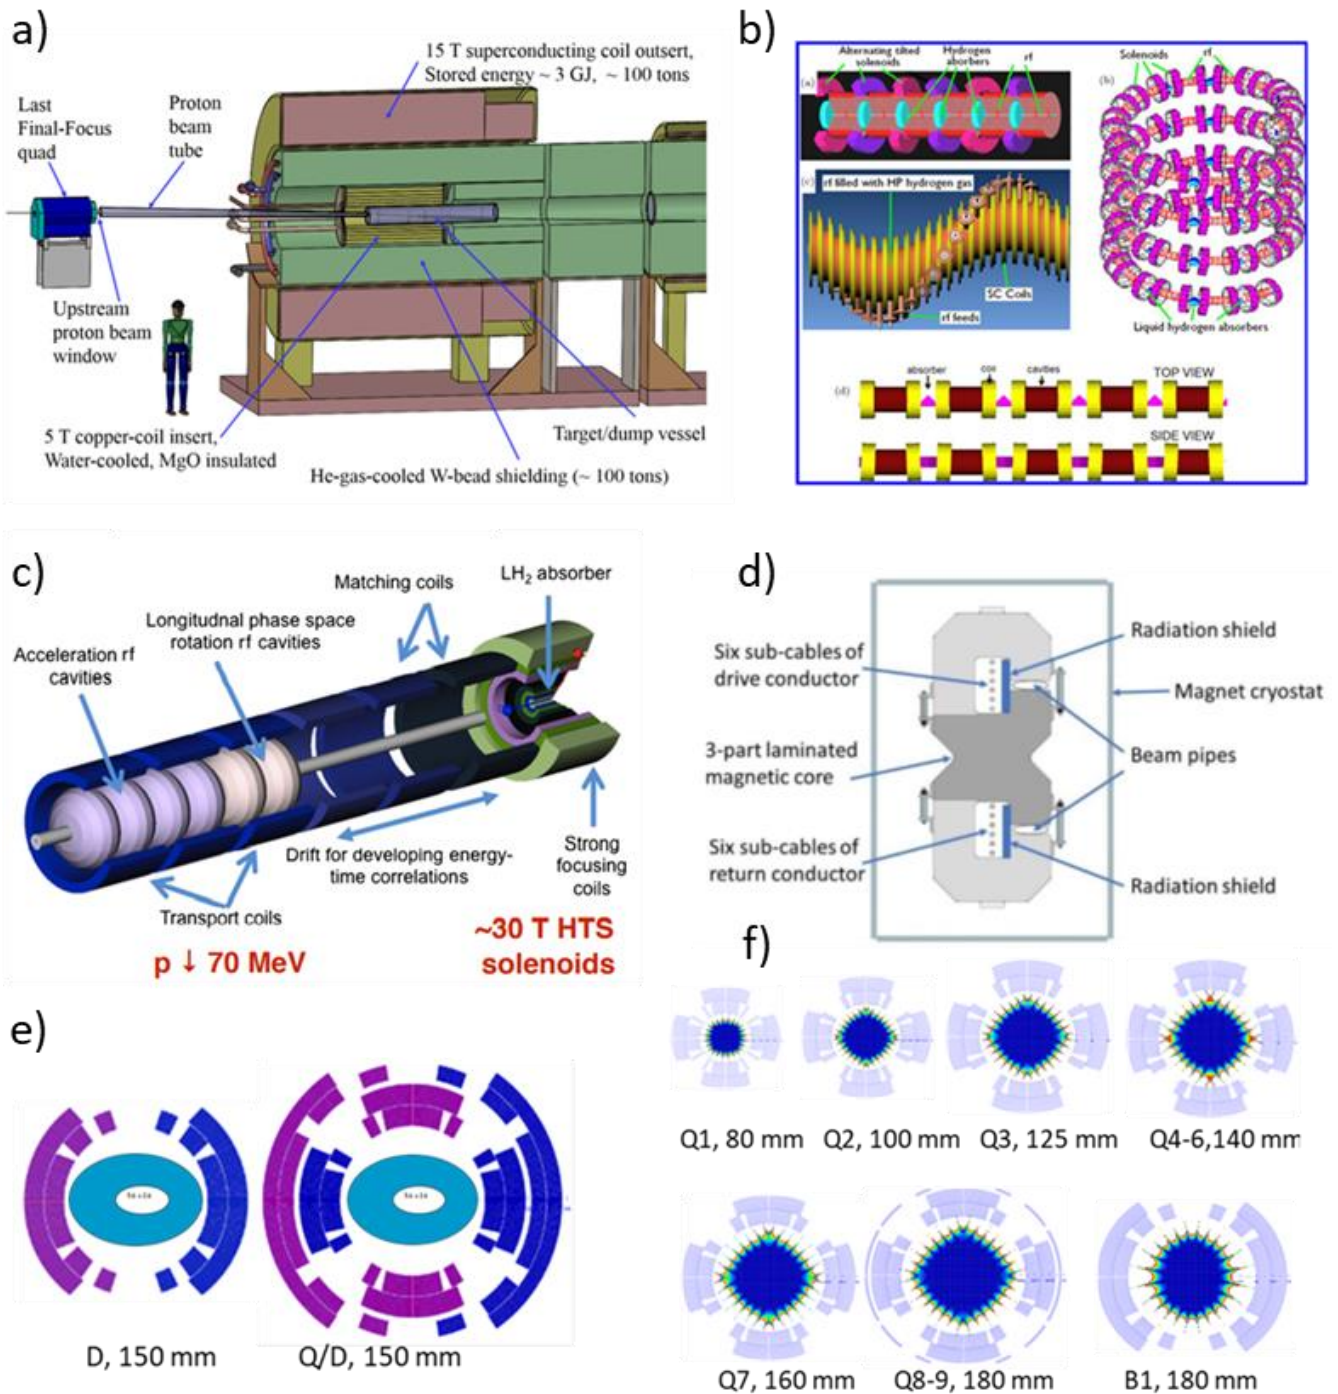 a)
15 T superconducting coil outsert,
Stored energy ~ 3 GJ, ~ 100 tons
Last
Final-Focus
quad
Proton
beam
tube
Upstream
proton beam
window
5 T copper-coil insert,
Water-cooled, MgO insulated
Target/dump vessel
He-gas-cooled W-bead shielding (~ 100 tons)
b)
(a)
Alternating tilted
solenoids
Hydrogen
aborbers
rf
(b)
Solenoids
rf
Liquid hydrogen absorbers
(c)
rf filled with HP hydrogen gas
SC Coils
rf feeds
(d)
absorber
coil
cavities
TOP VIEW
SIDE VIEW
c)
Matching coils
LH2 absorber
Longitudnal phase space
rotation rf cavities
Acceleration rf
cavities
Drift for developing energy-
time correlations
Strong
focusing
coils
Transport coils
p ↓ 70 MeV
~30 T HTS
solenoids
d)
Six sub-cables of
drive conductor
3-part laminated
magnetic core
Six sub-cables of
return conductor
Radiation shield
Magnet cryostat
Beam pipes
Radiation shield
e)
D, 150 mm
Q/D, 150 mm
f)
Q1, 80 mm
Q2, 100 mm
Q3, 125 mm
Q4-6,140 mm
Q7, 160 mm
Q8-9, 180 mm
B1, 180 mm